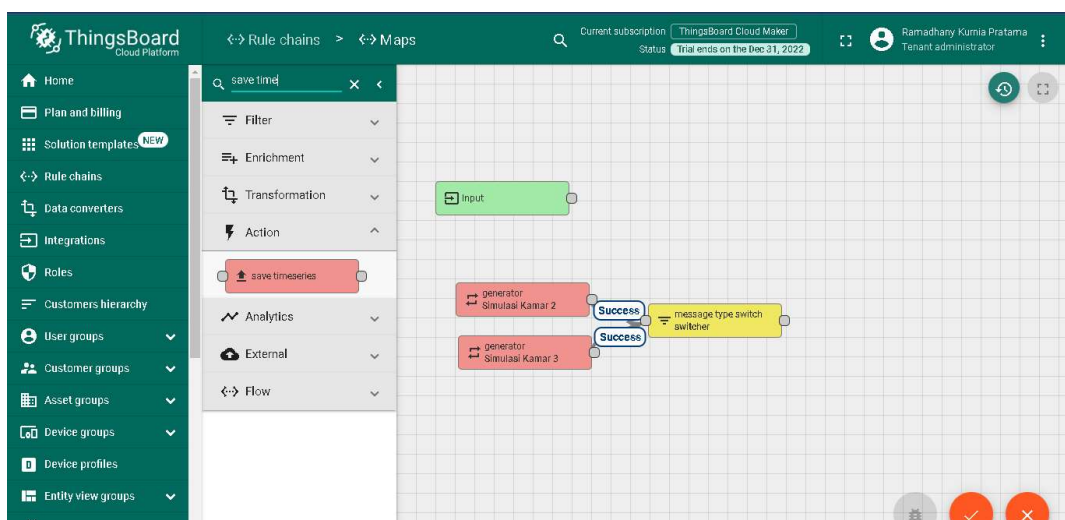 ThingsBoard
Cloud Platform
Rule chains > Maps
Current subscription ThingsBoard Cloud Maker
Status Trial ends on the Dec 31, 2022
Ramadhany Kurnia Pratama
Tenant administrator
Home
Plan and billing
Solution templates NEW
Rule chains
Data converters
Integrations
Roles
Customers hierarchy
User groups
Customer groups
Asset groups
Device groups
Device profiles
Entity view groups
save time
Filter
Enrichment
Transformation
Action
save timeseries
Analytics
External
Flow
Input
generator
Simulasi Kamar 2
Success
generator
Simulasi Kamar 3
Success
message type switch
switcher